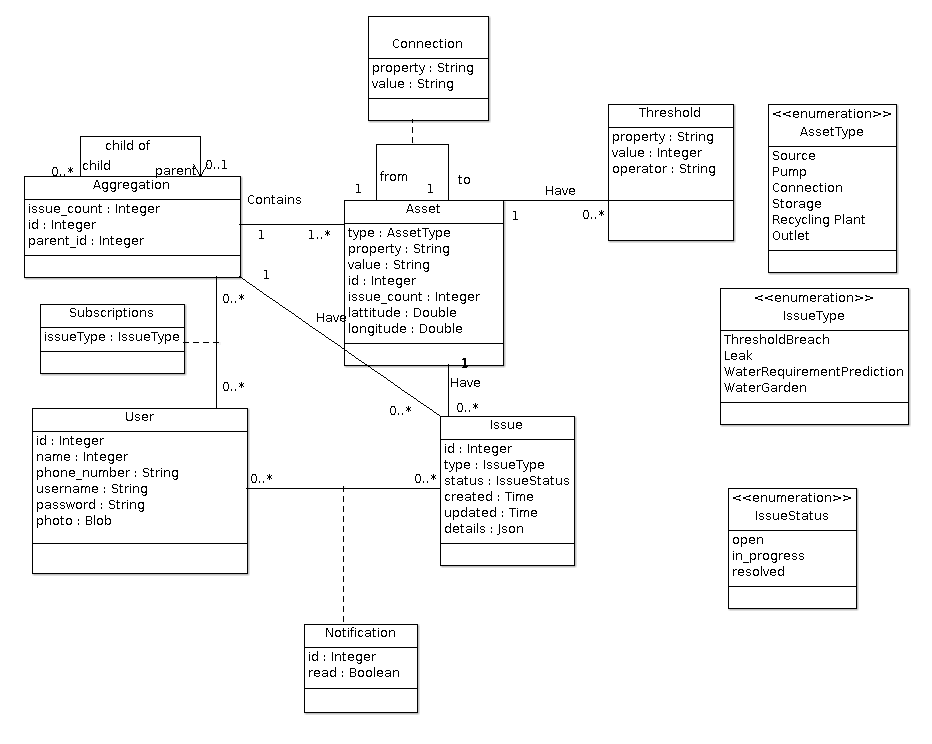 Connection
property : String
value : String
Threshold
property : String
value : Integer
operator : String
<<enumeration>>
AssetType
Source
Pump
Connection
Storage
Recycling Plant
Outlet
child of
child
parent
0..*
0..1
Aggregation
issue_count : Integer
id : Integer
parent_id : Integer
from
to
1
1
Contains
1
1..*
Have
1
0..*
Asset
type : AssetType
property : String
value : String
id : Integer
issue_count : Integer
lattitude : Double
longitude : Double
1
Have
0..*
0..*
Subscriptions
issueType : IssueType
0..*
<<enumeration>>
IssueType
ThresholdBreach
Leak
WaterRequirementPrediction
WaterGarden
1
Have
0..*
User
id : Integer
name : Integer
phone_number : String
username : String
password : String
photo : Blob
0..*
0..*
Issue
id : Integer
type : IssueType
status : IssueStatus
created : Time
updated : Time
details : Json
<<enumeration>>
IssueStatus
open
in_progress
resolved
Notification
id : Integer
read : Boolean